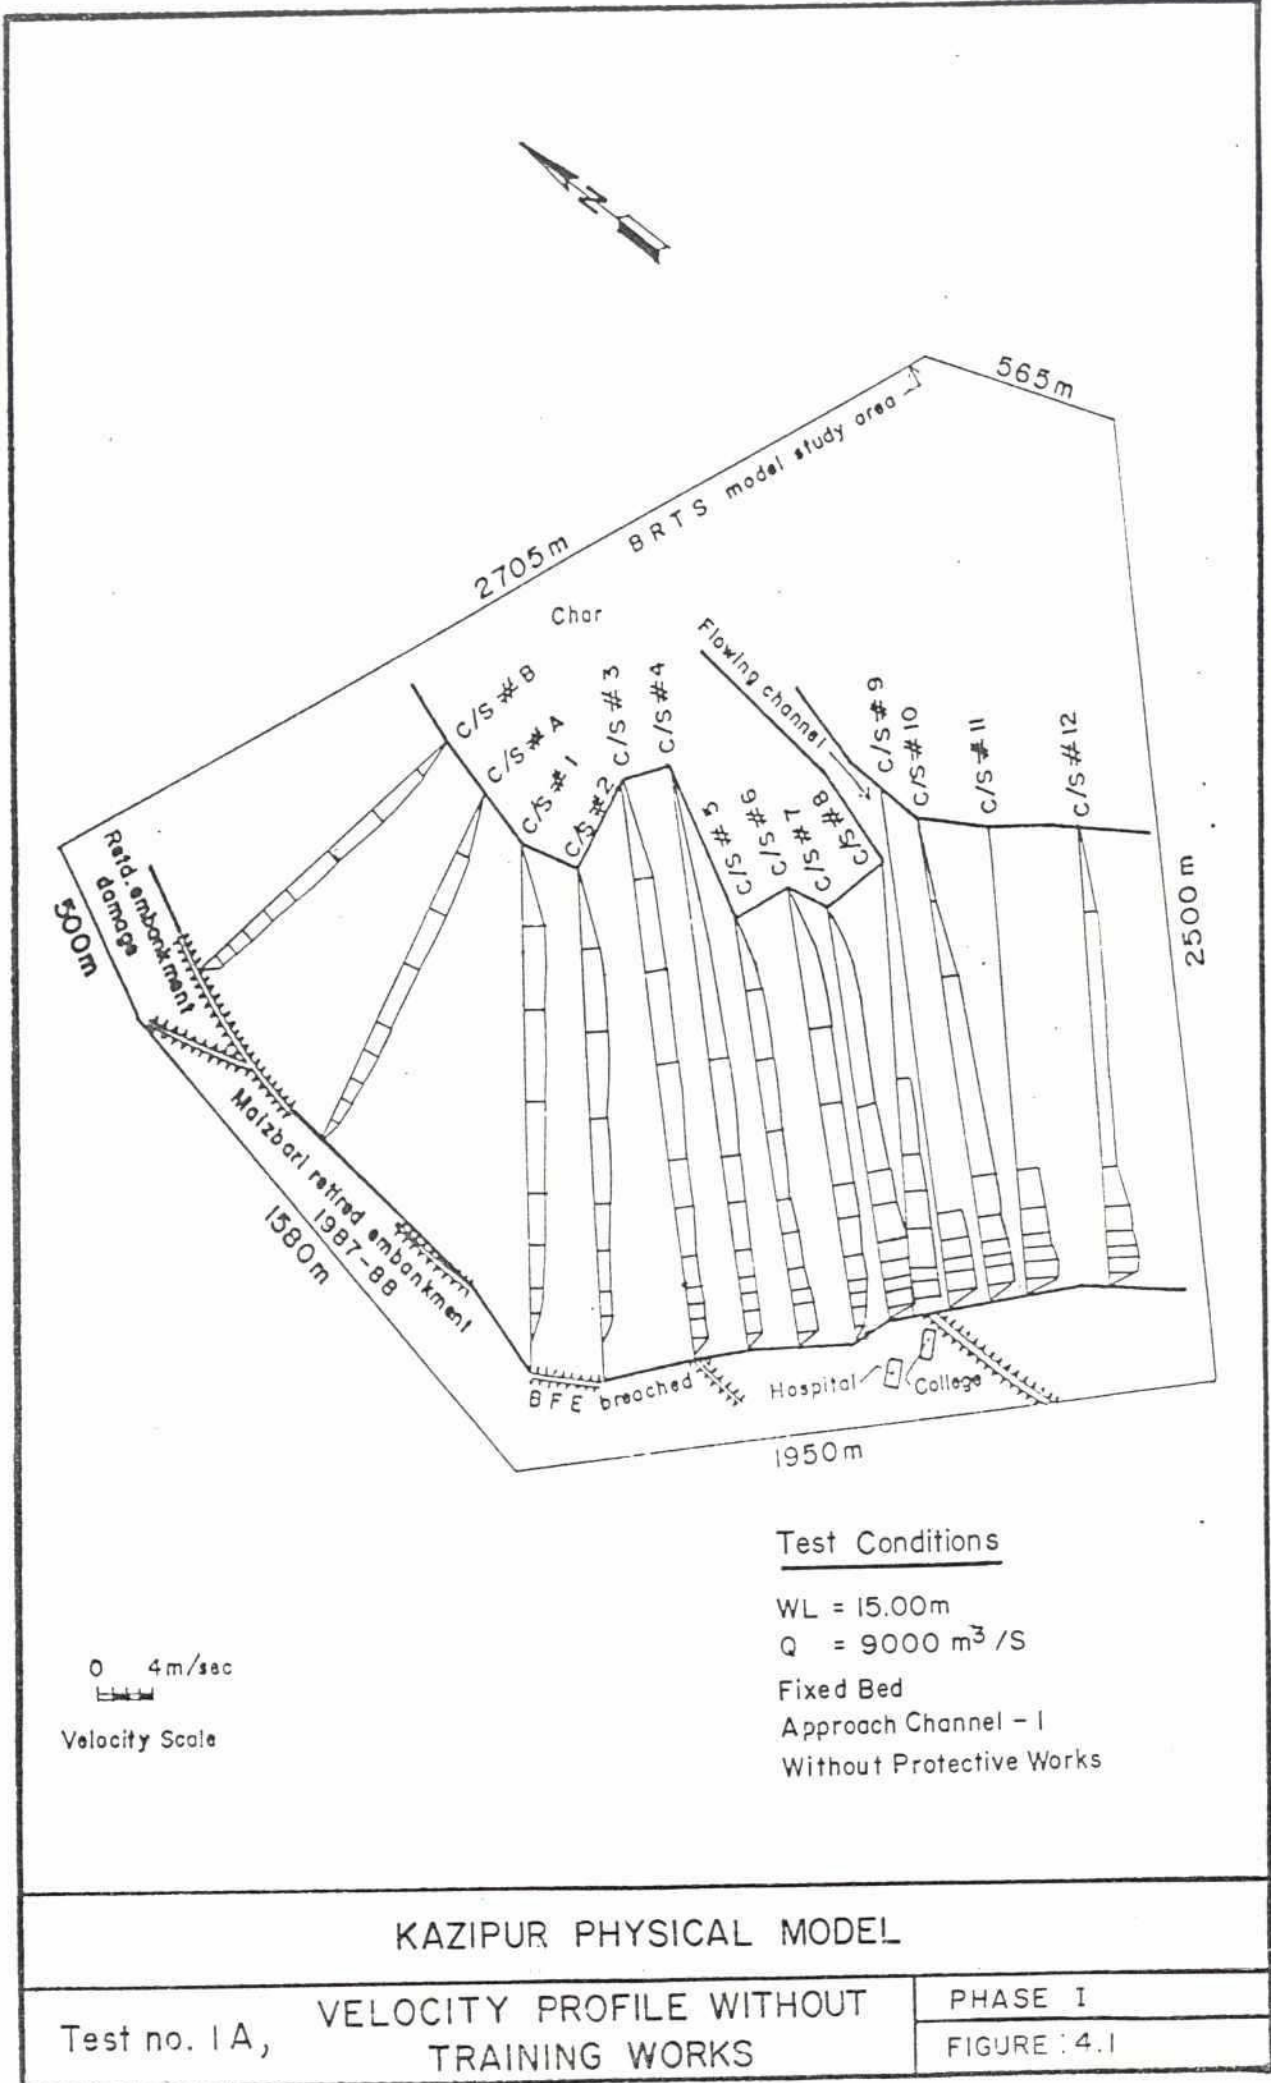 N
565m
BRTS model study area
2705m
Char
Flowing channel
C/S # B
C/S # A
C/S # 1
C/S #2
C/S # 3
C/S #4
C/S # 5
C/S #6
C/S #7
C/S #8
C/S # 9
C/S # 10
C/S #11
C/S #12
Retd. embankment
damage
500m
2500m
Maizbari retired embankment
1987-88
1580m
BFE breached
Hospital
College
1950m
Test Conditions
WL = 15.00m
Q = 9000 m³/S
Fixed Bed
Approach Channel - 1
Without Protective Works
0 4m/sec
Velocity Scale
KAZIPUR PHYSICAL MODEL
Test no. 1A,
VELOCITY PROFILE WITHOUT
TRAINING WORKS
PHASE I
FIGURE : 4.1